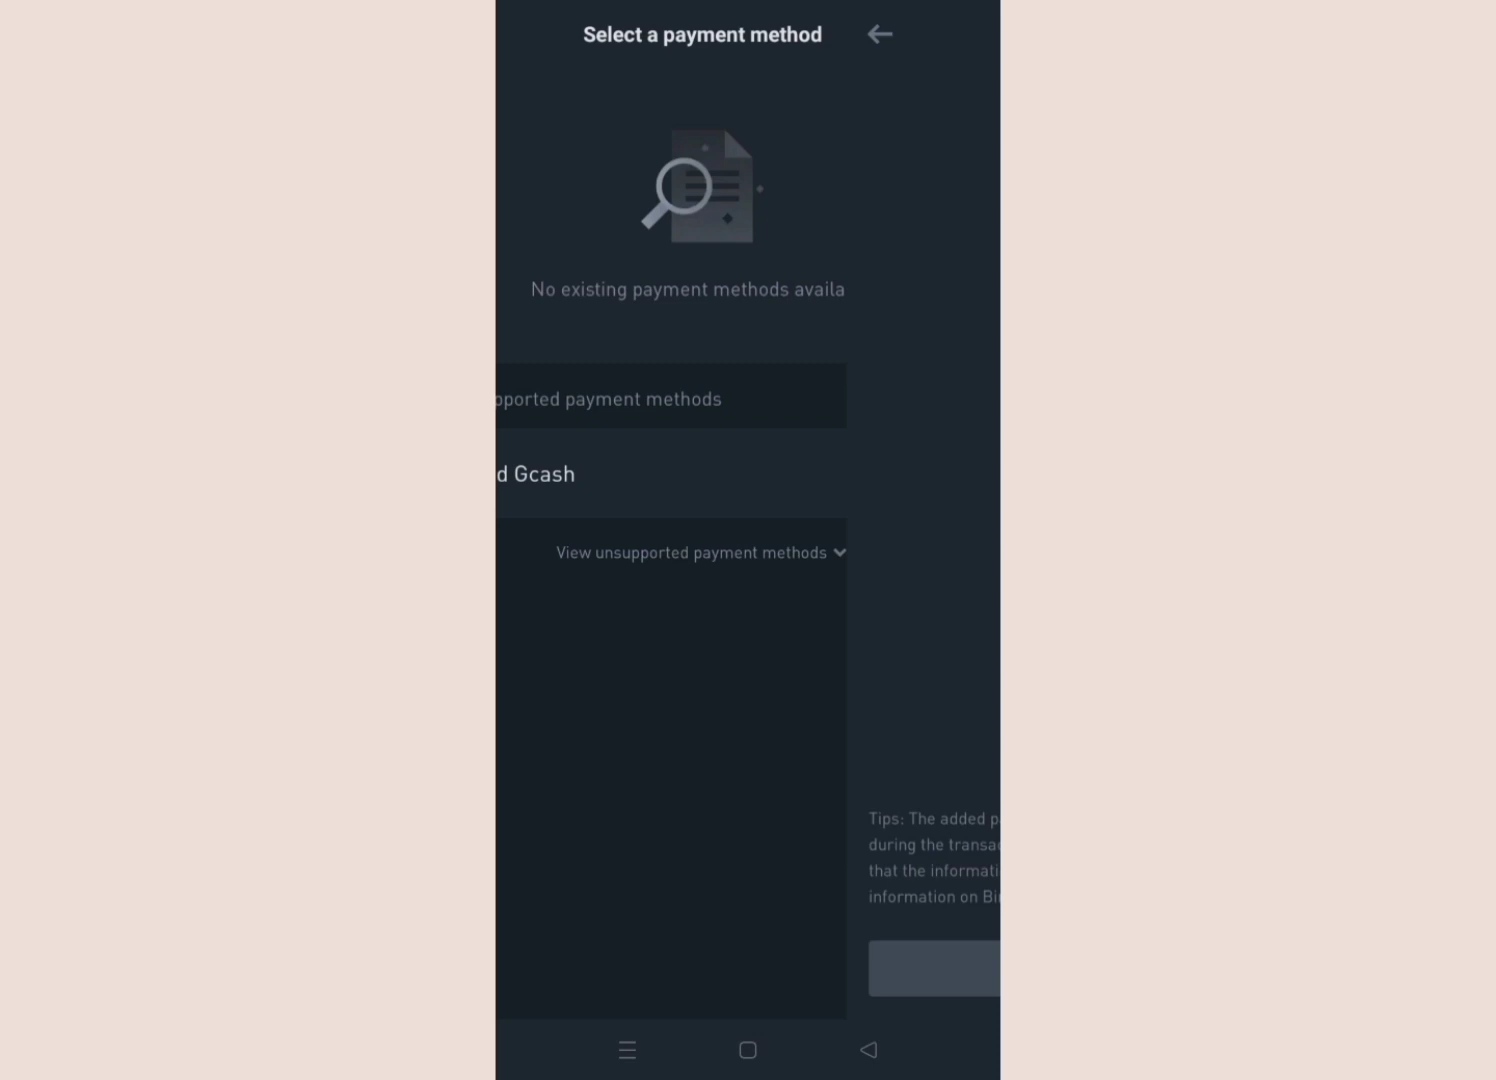 Select a payment method
No existing payment methods availa
pported payment methods
d Gcash
View unsupported payment methods
Tips: The added p
during the transa
that the informati
information on Bi